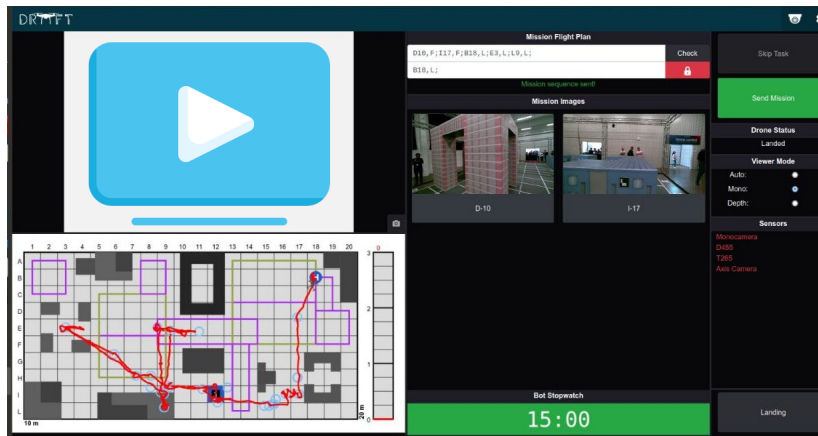 DRIFT
Mission Flight Plan
D10,F;I17,F;B18,L;E3,L;L9,L;
Check
B18,L;
Mission sequence sent!
Mission Images
D-10
I-17
Skip Task
Send Mission
Drone Status
Landed
Viewer Mode
Auto:
Mono:
Depth:
Sensors
Monocamera
D455
T265
Axis Camera
1 2 3 4 5 6 7 8 9 10 11 12 13 14 15 16 17 18 19 20
A
B
C
D
E
F
G
H
I
L
10 m
20 m
0
3
2
1
0
Bot Stopwatch
15:00
Landing